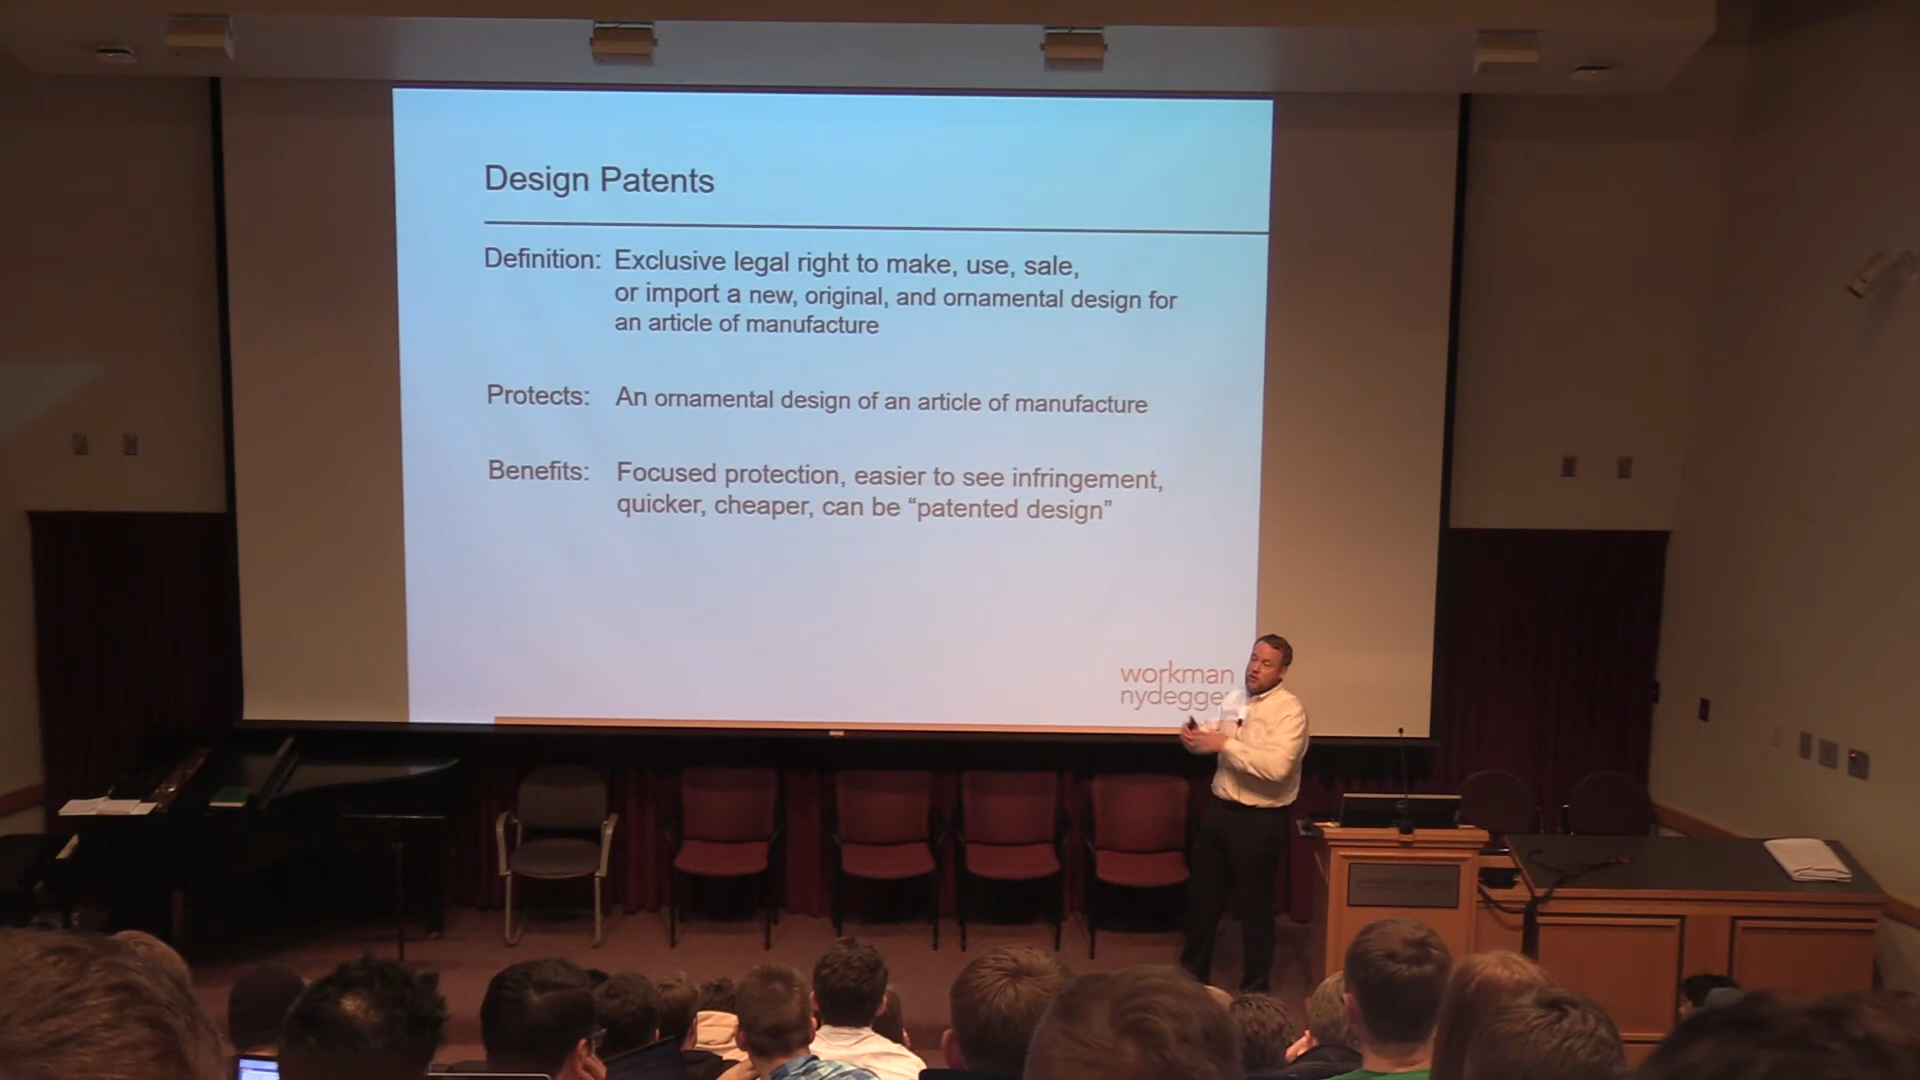 Design Patents
Definition: Exclusive legal right to make, use, sale,
or import a new, original, and ornamental design for
an article of manufacture
Protects: An ornamental design of an article of manufacture
Benefits: Focused protection, easier to see infringement,
quicker, cheaper, can be “patented design”
workman
nydegge